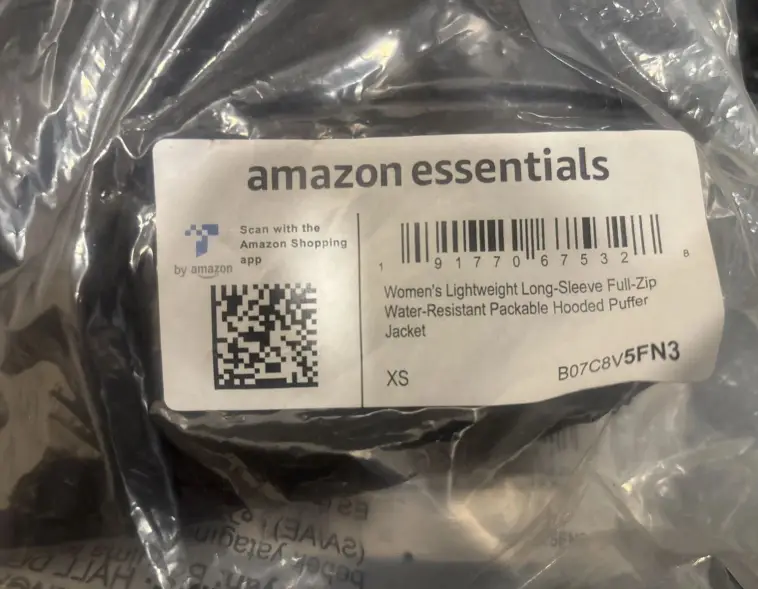 amazon essentials
Scan with the
Amazon Shopping
app
by amazon
1 91770 67532 8
Women's Lightweight Long-Sleeve Full-Zip
Water-Resistant Packable Hooded Puffer
Jacket
XS
B07C8V5FN3